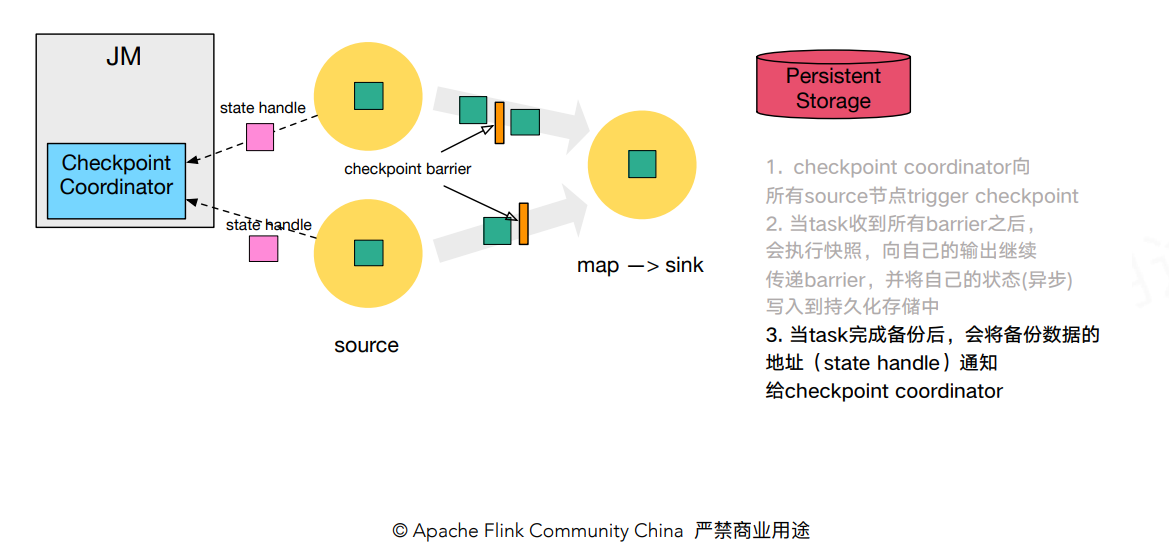 JM
state handle
Checkpoint
Coordinator
checkpoint barrier
state handle
map —> sink
source
Persistent
Storage
1. checkpoint coordinator向
所有source节点trigger checkpoint
2. 当task收到所有barrier之后，
会执行快照，向自己的输出继续
传递barrier，并将自己的状态(异步)
写入到持久化存储中
3. 当task完成备份后，会将备份数据的
地址（state handle）通知
给checkpoint coordinator
© Apache Flink Community China 严禁商业用途